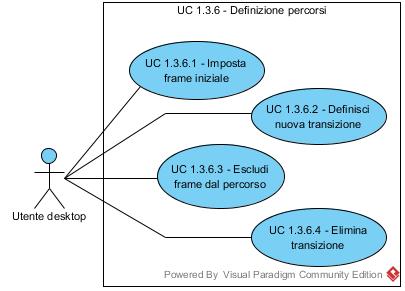 UC 1.3.6 - Definizione percorsi
UC 1.3.6.1 - Imposta
frame iniziale
UC 1.3.6.2 - Definisci
nuova transizione
UC 1.3.6.3 - Escludi
frame dal percorso
Utente desktop
UC 1.3.6.4 - Elimina
transizione
Powered By Visual Paradigm Community Edition